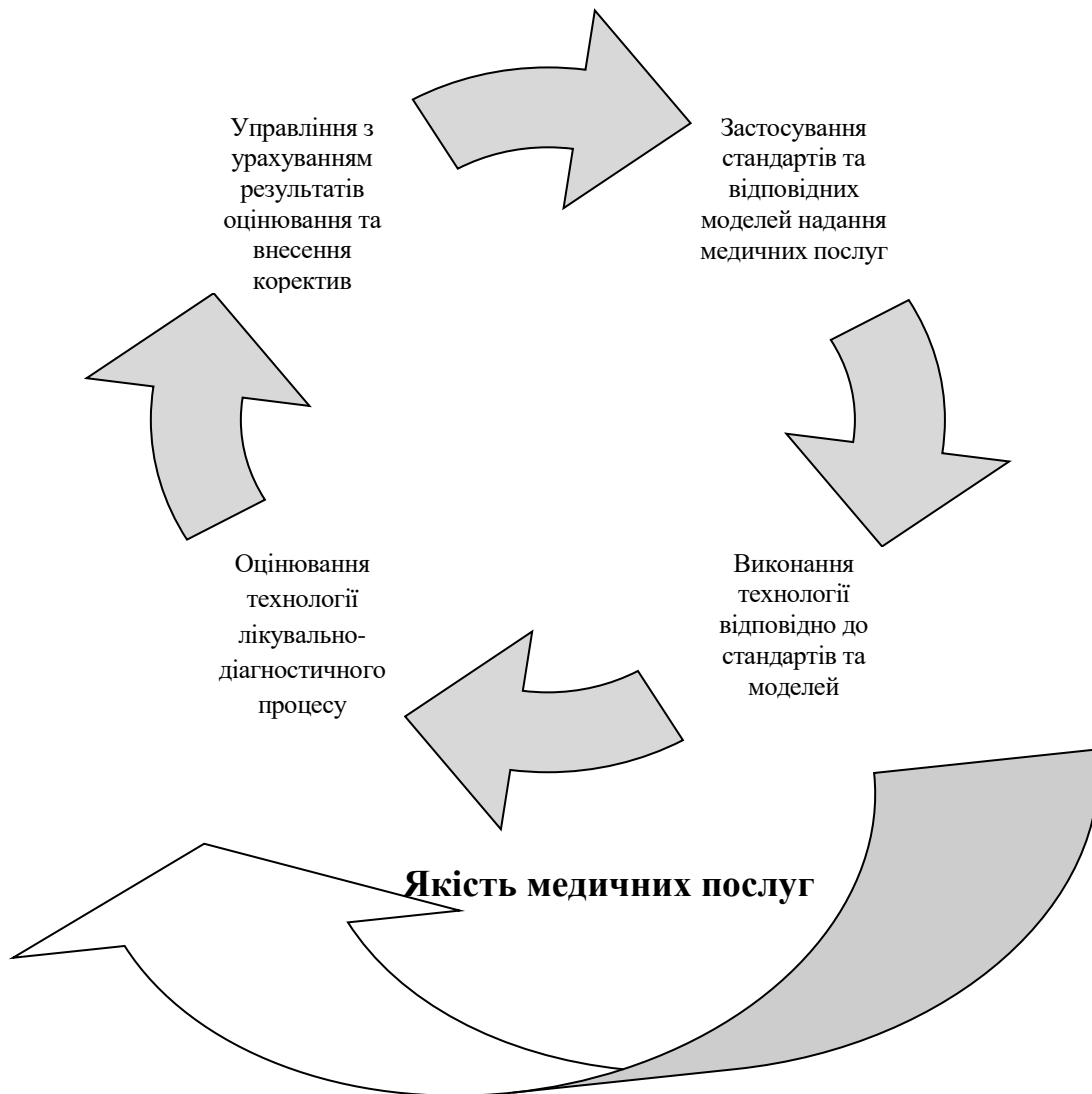 Управління з
урахуванням
результатів
оцінювання та
внесення
коректив
Застосування
стандартів та
відповідних
моделей надання
медичних послуг
Виконання
технології
відповідно до
стандартів та
моделей
Оцінювання
технології
лікувально-
діагностичного
процесу
Якість медичних послуг